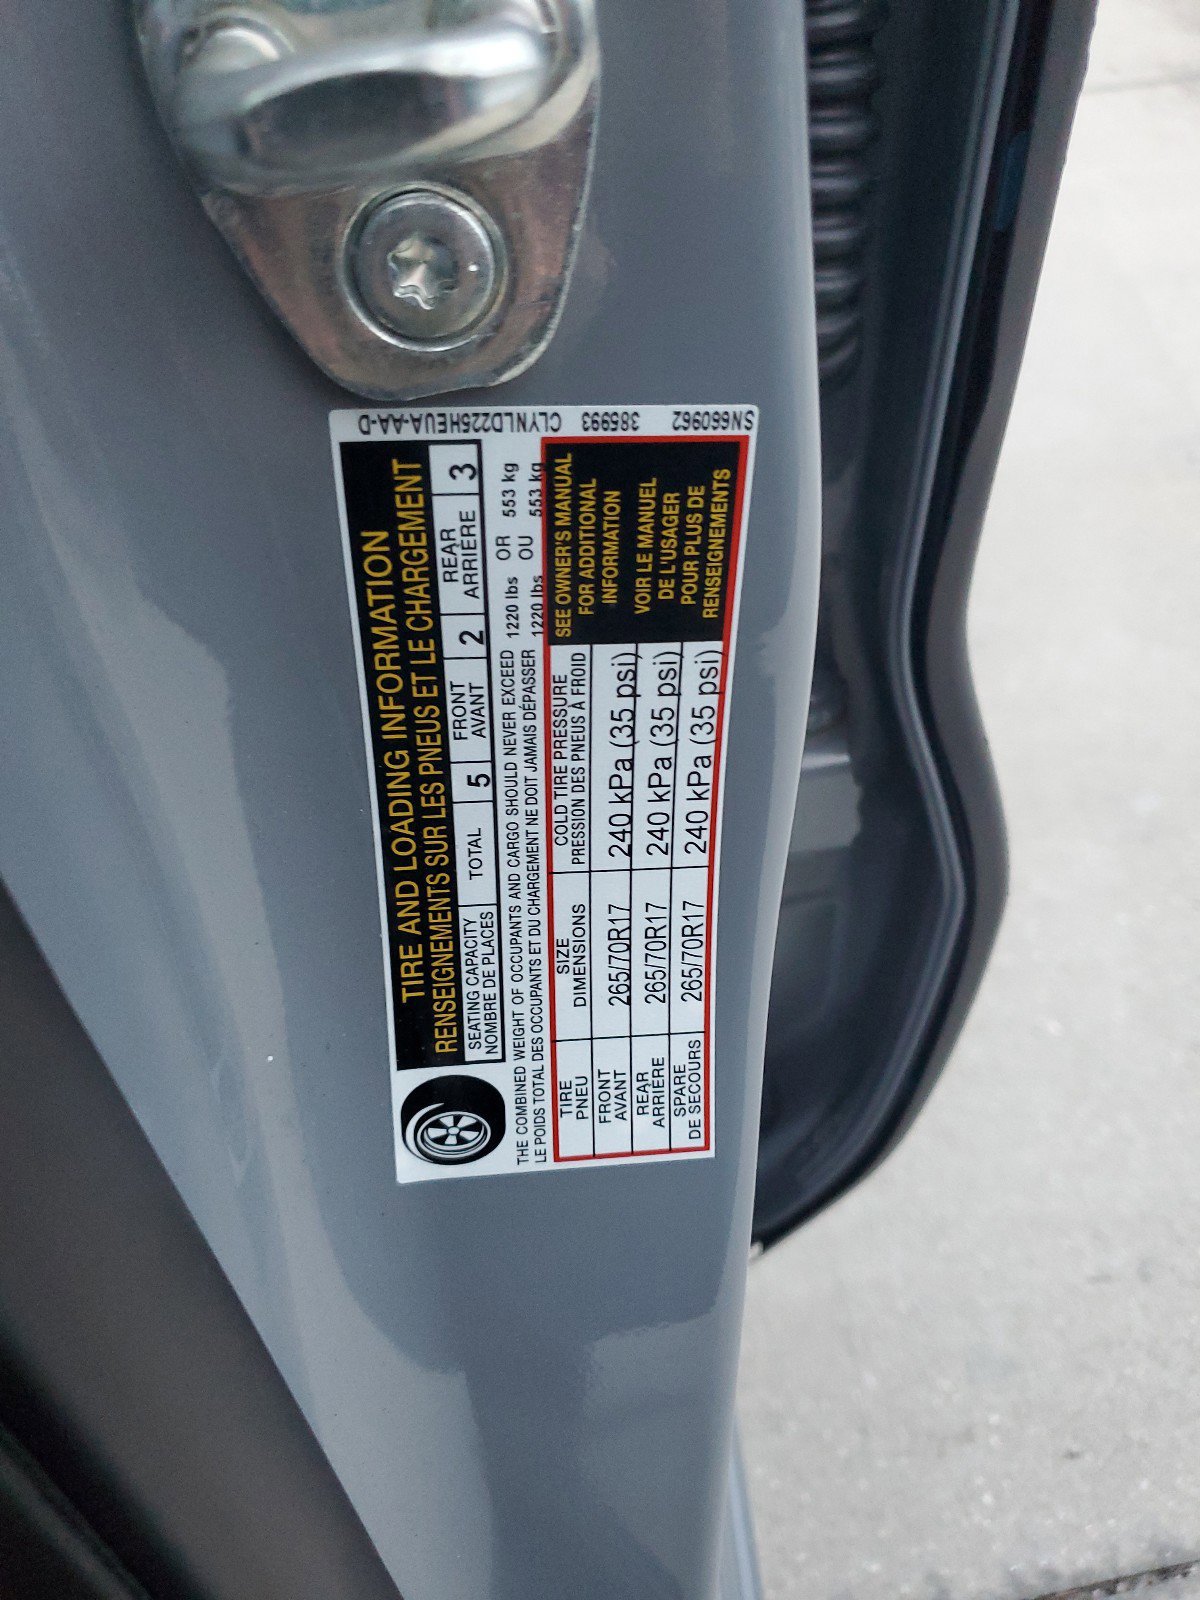 TIRE AND LOADING INFORMATION
RENSEIGNEMENTS SUR LES PNEUS ET LE CHARGEMENT
SEATING CAPACITY
NOMBRE DE PLACES
TOTAL 5
FRONT
AVANT
2
REAR
ARRIÈRE
3
THE COMBINED WEIGHT OF OCCUPANTS AND CARGO SHOULD NEVER EXCEED 1220 lbs OR 553 kg
LE POIDS TOTAL DES OCCUPANTS ET DU CHARGEMENT NE DOIT JAMAIS DÉPASSER 1220 lbs OU 553 kg
TIRE
PNEU
SIZE
DIMENSIONS
COLD TIRE PRESSURE
PRESSION DES PNEUS À FROID
FRONT
AVANT
265/70R17 240 kPa (35 psi)
REAR
ARRIÈRE
265/70R17 240 kPa (35 psi)
SPARE
DE SECOURS
265/70R17 240 kPa (35 psi)
SEE OWNER'S MANUAL
FOR ADDITIONAL
INFORMATION
VOIR LE MANUEL
DE L'USAGER
POUR PLUS DE
RENSEIGNEMENTS
SN660962 385993 CLYNLD225HEUA-AA-D